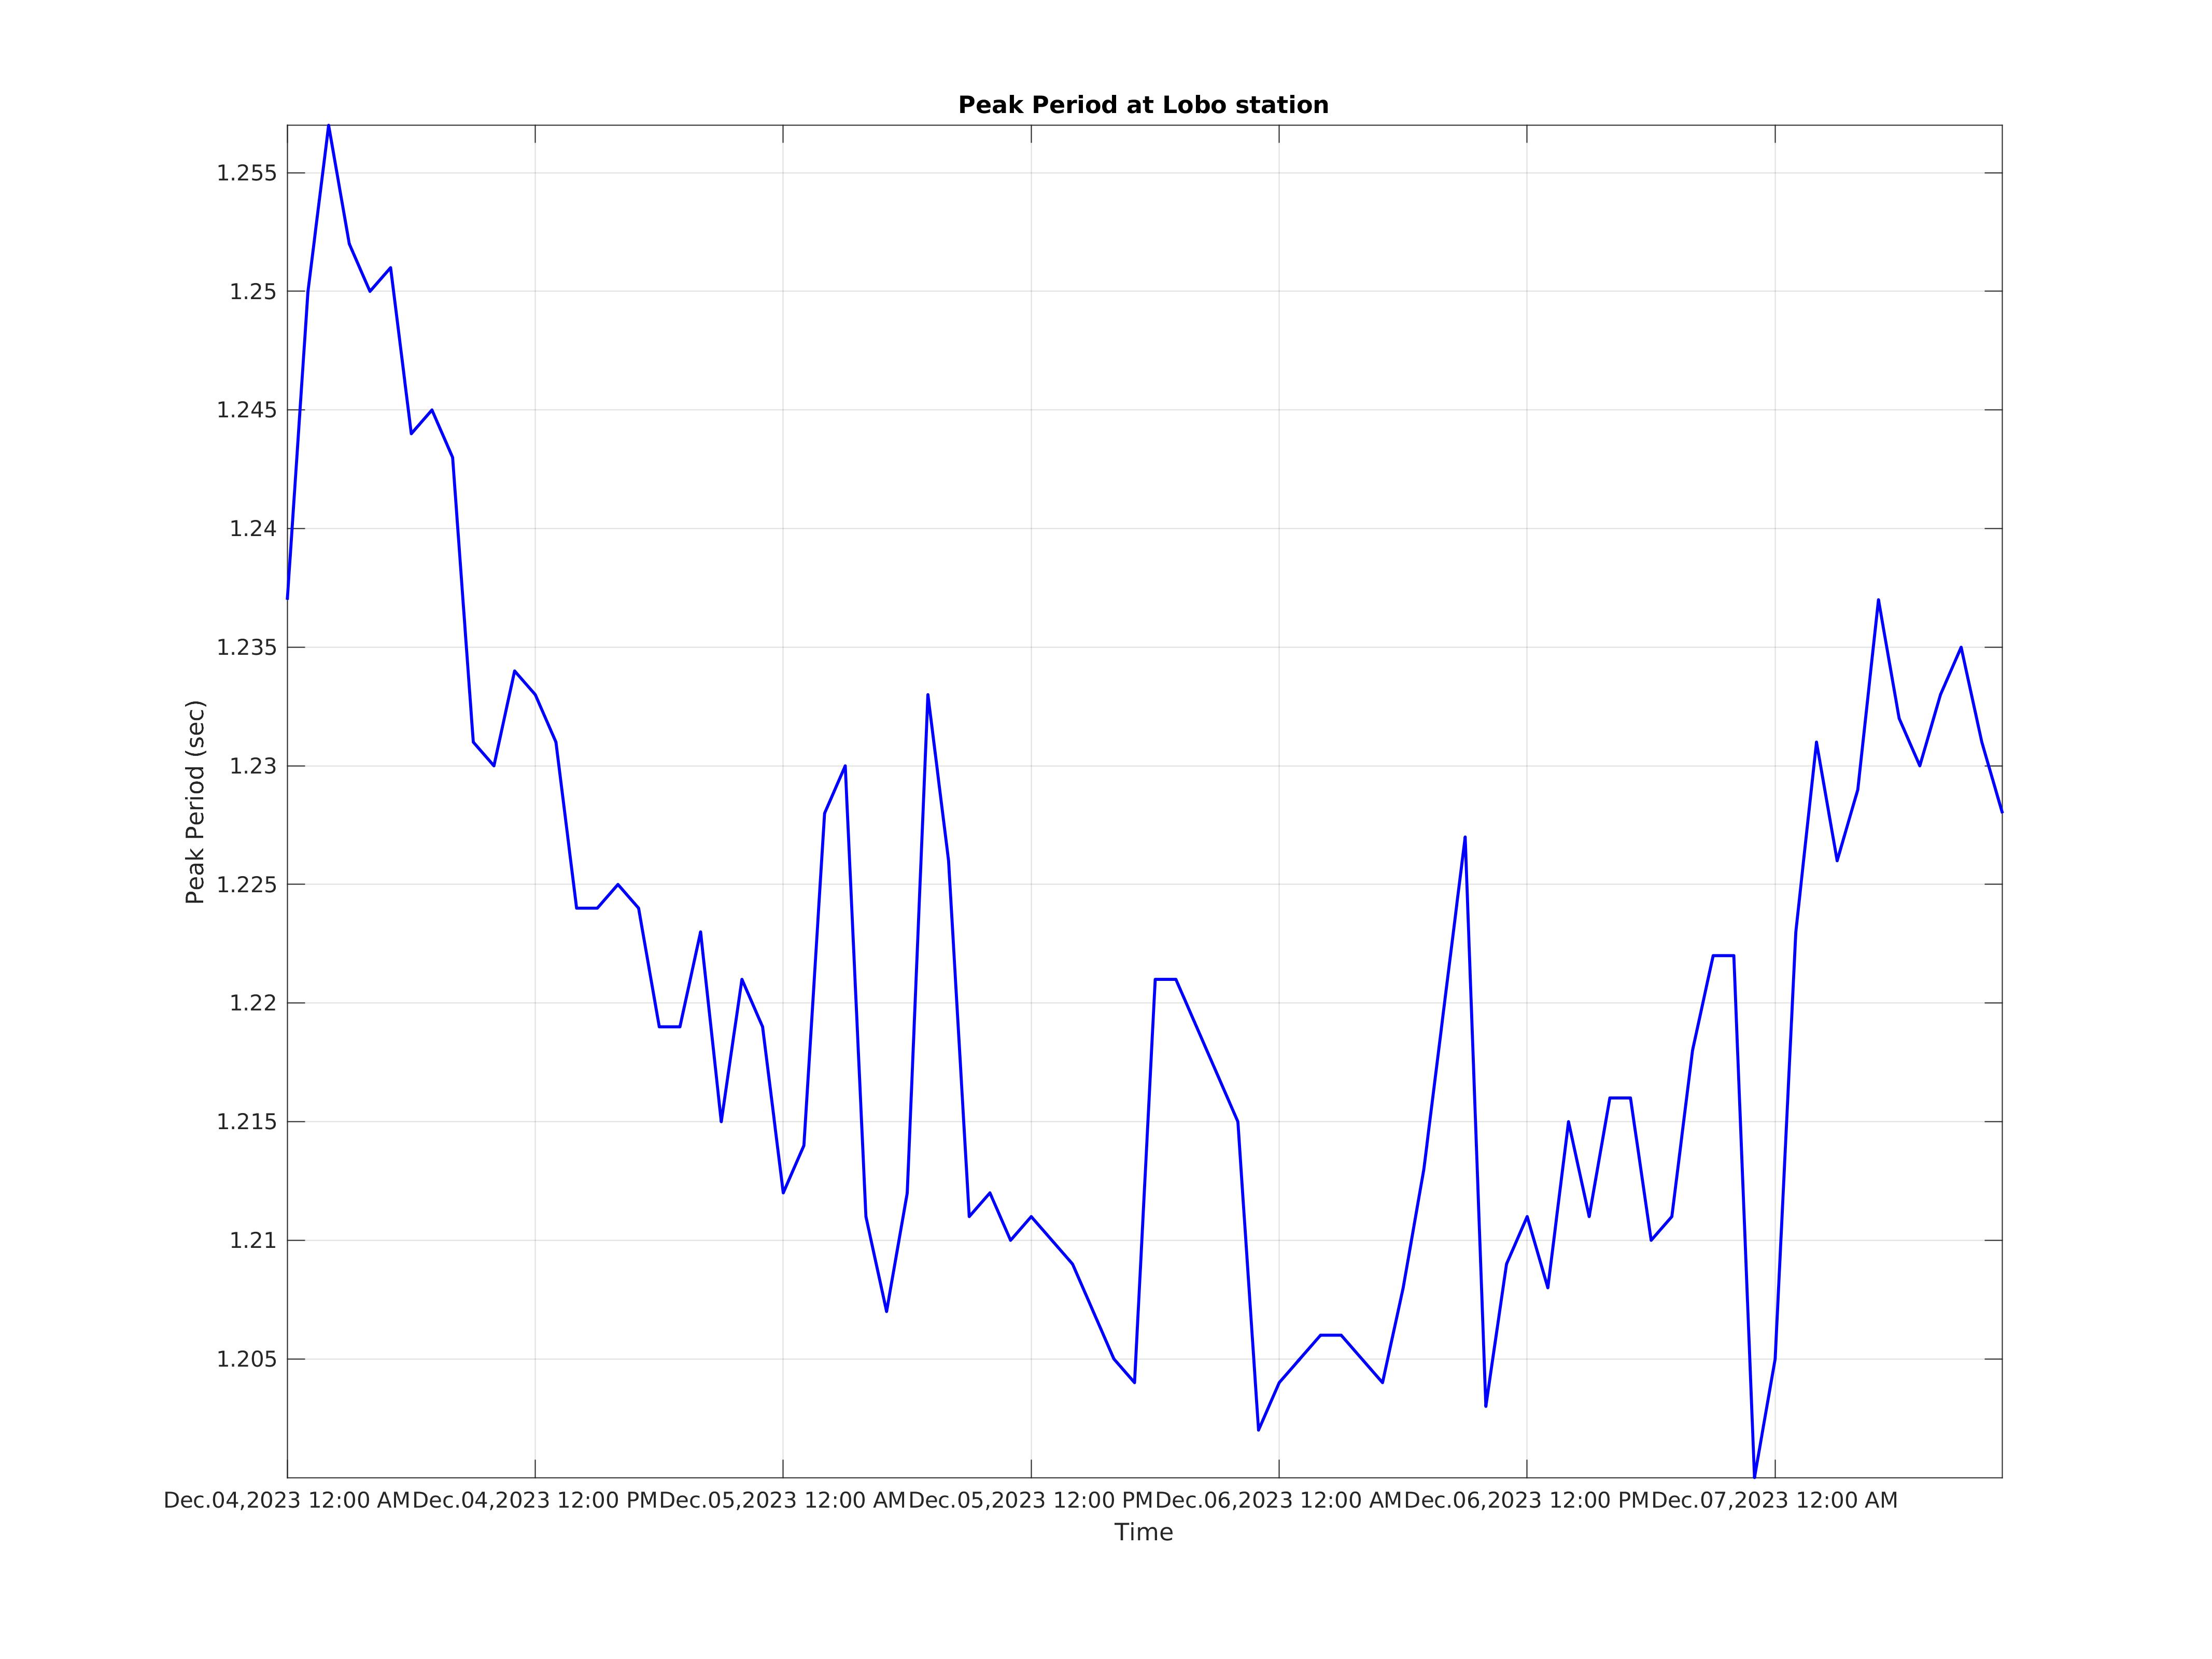 Peak Period at Lobo station
1.255
1.25
1.245
1.24
1.235
1.23
1.225
1.22
1.215
1.21
1.205
Peak Period (sec)
Dec.04,2023 12:00 AM Dec.04,2023 12:00 PM Dec.05,2023 12:00 AM Dec.05,2023 12:00 PM Dec.06,2023 12:00 AM Dec.06,2023 12:00 PM Dec.07,2023 12:00 AM
Time